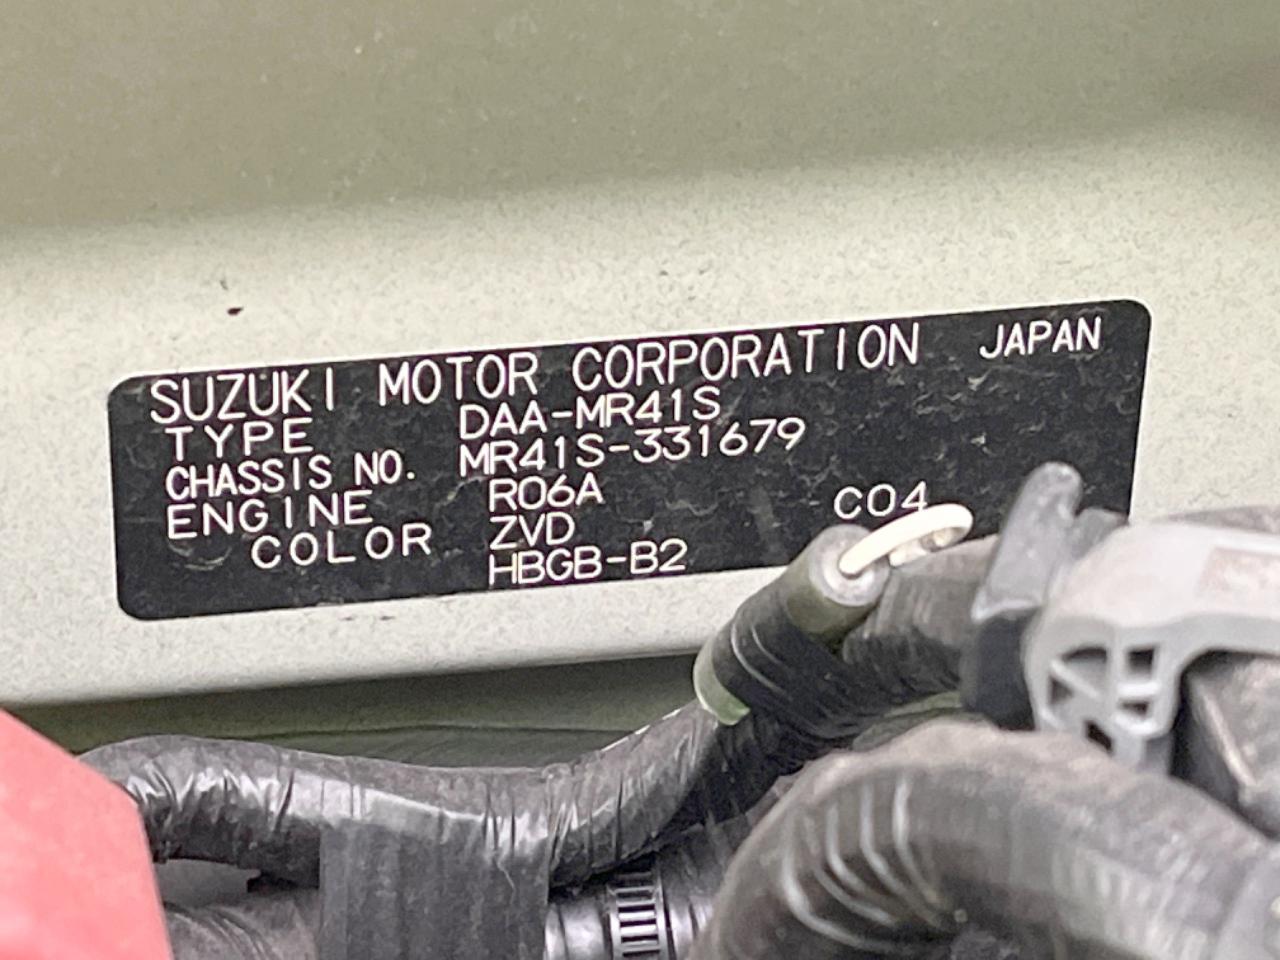 SUZUKI MOTOR CORPORATION JAPAN
TYPE DAA-MR41S
CHASSIS NO. MR41S-331679
ENGINE R06A
COLOR ZVD C04
HBGB-B2